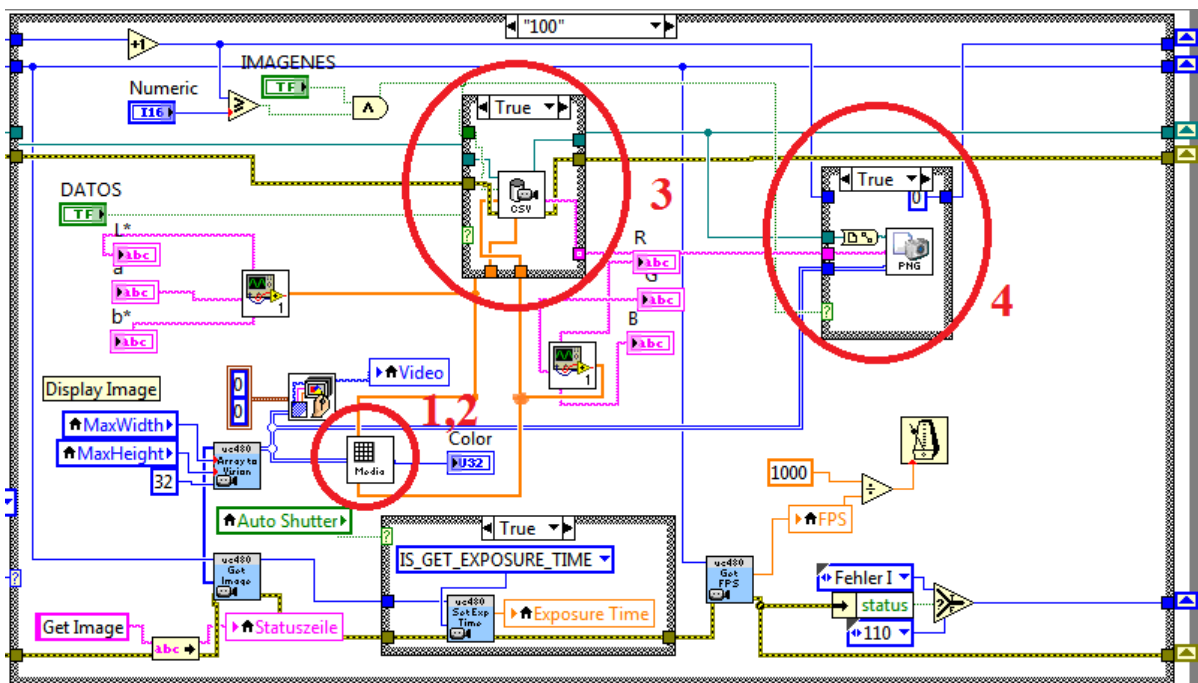 "100"
+1
IMAGENES
TF
Numeric
I16
True
CSV
3
DATOS
TF
L*
abc
a
abc
b*
abc
1
True
0
PNG
4
R
abc
G
abc
B
abc
1
Display Image
0
0
Video
1,2
MaxWidth
MaxHeight
32
uc480
Array to
Media
Color
U32
1000
FPS
Auto Shutter
True
IS_GET_EXPOSURE_TIME
uc480
Get
Image
uc480
Set Exp
Time
Exposure Time
uc480
Get
FPS
Fehler I
status
110
Get Image
Statuszeile
abc